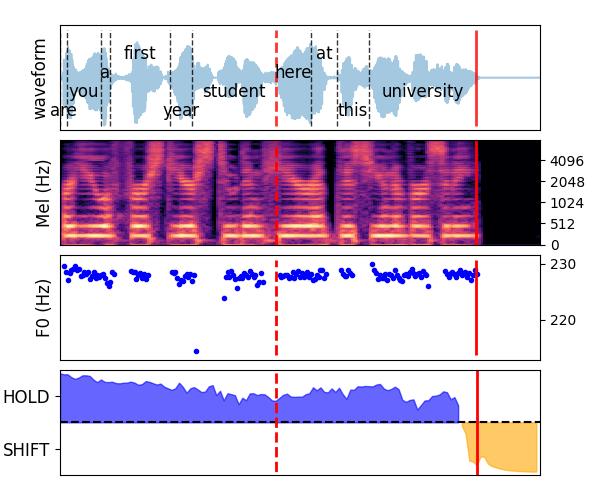 waveform
are you a first year student here at this university
Mel (Hz)
4096
2048
1024
512
0
F0 (Hz)
230
220
HOLD
SHIFT